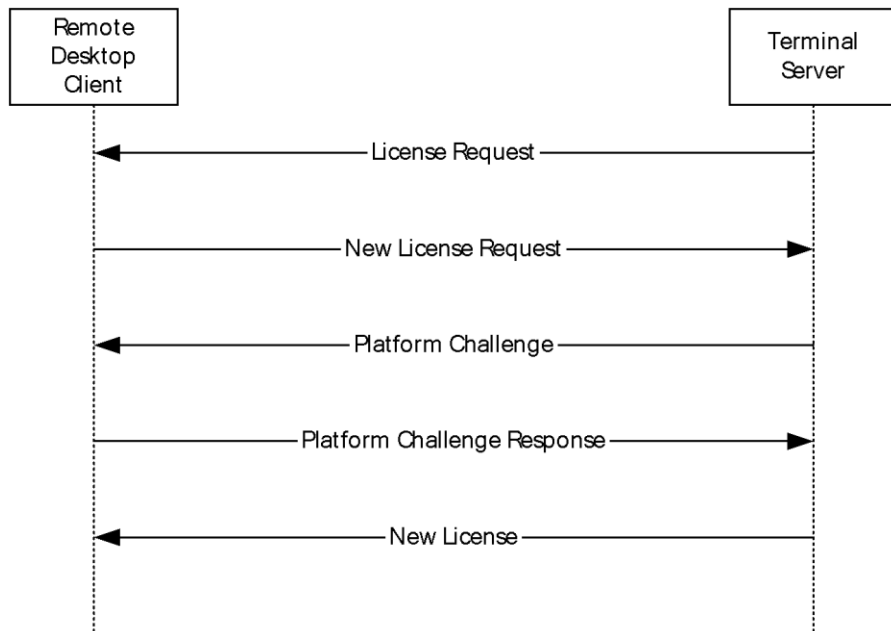 Remote
Desktop
Client
Terminal
Server
License Request
New License Request
Platform Challenge
Platform Challenge Response
New License